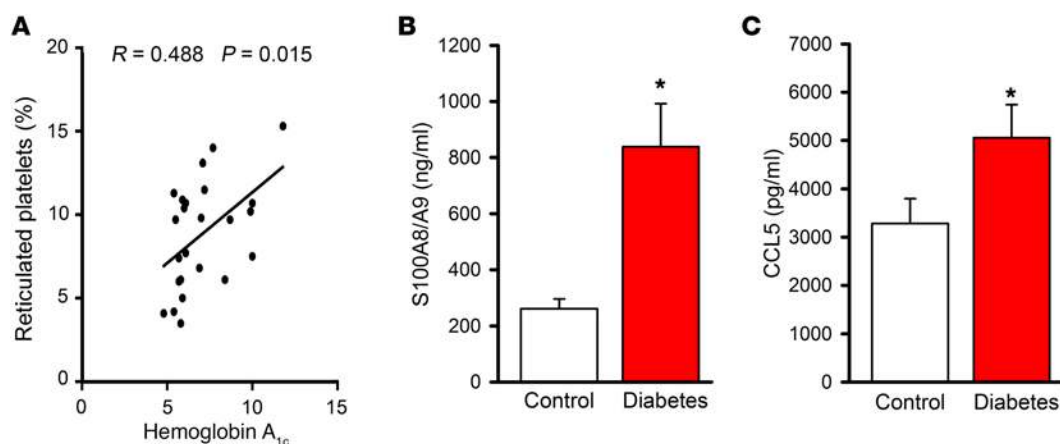 A
R = 0.488 P = 0.015
Reticulated platelets (%)
20
15
10
5
0
0
5
10
15
Hemoglobin A1c
B
S100A8/A9 (ng/ml)
1200
1000
800
600
400
200
0
*
Control
Diabetes
C
CCL5 (pg/ml)
7000
6000
5000
4000
3000
2000
1000
0
*
Control
Diabetes